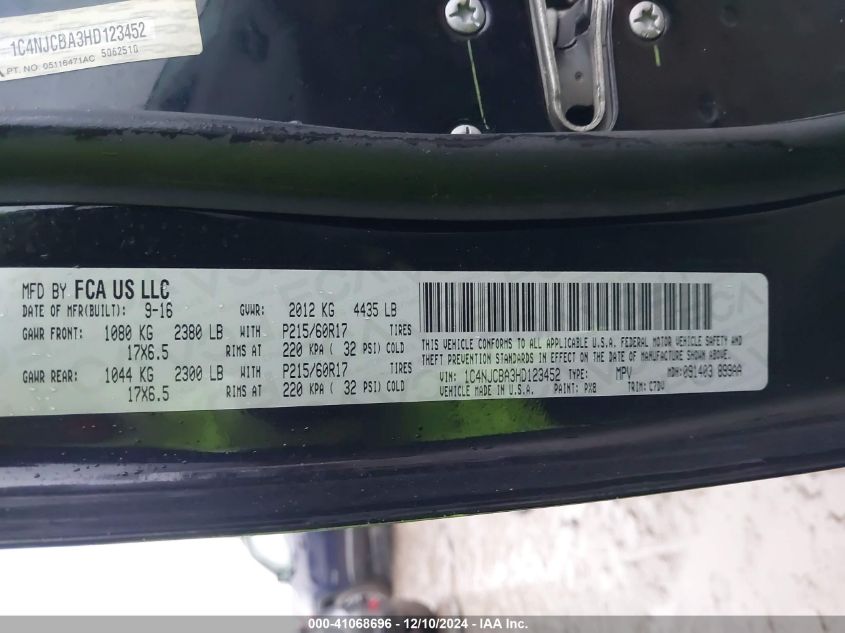 1C4NJCBA3HD123452
PT. NO. 05116471AC 5062510
MFD BY FCA US LLC
DATE OF MFR(BUILT): 9-16 GVWR: 2012 KG 4435 LB
GAWR FRONT: 1080 KG 2380 LB WITH P215/60R17 TIRES
17X6.5 RIMS AT 220 KPA ( 32 PSI) COLD
GAWR REAR: 1044 KG 2300 LB WITH P215/60R17 TIRES
17X6.5 RIMS AT 220 KPA ( 32 PSI) COLD
THIS VEHICLE CONFORMS TO ALL APPLICABLE U.S.A. FEDERAL MOTOR VEHICLE SAFETY AND
THEFT PREVENTION STANDARDS IN EFFECT ON THE DATE OF MANUFACTURE SHOWN ABOVE.
VIN: 1C4NJCBA3HD123452 TYPE: MPV MDH: 091403 899AA
VEHICLE MADE IN U.S.A. PAINT: PX8 TRIM: C7DV
000-41068696 - 12/10/2024 - IAA Inc.